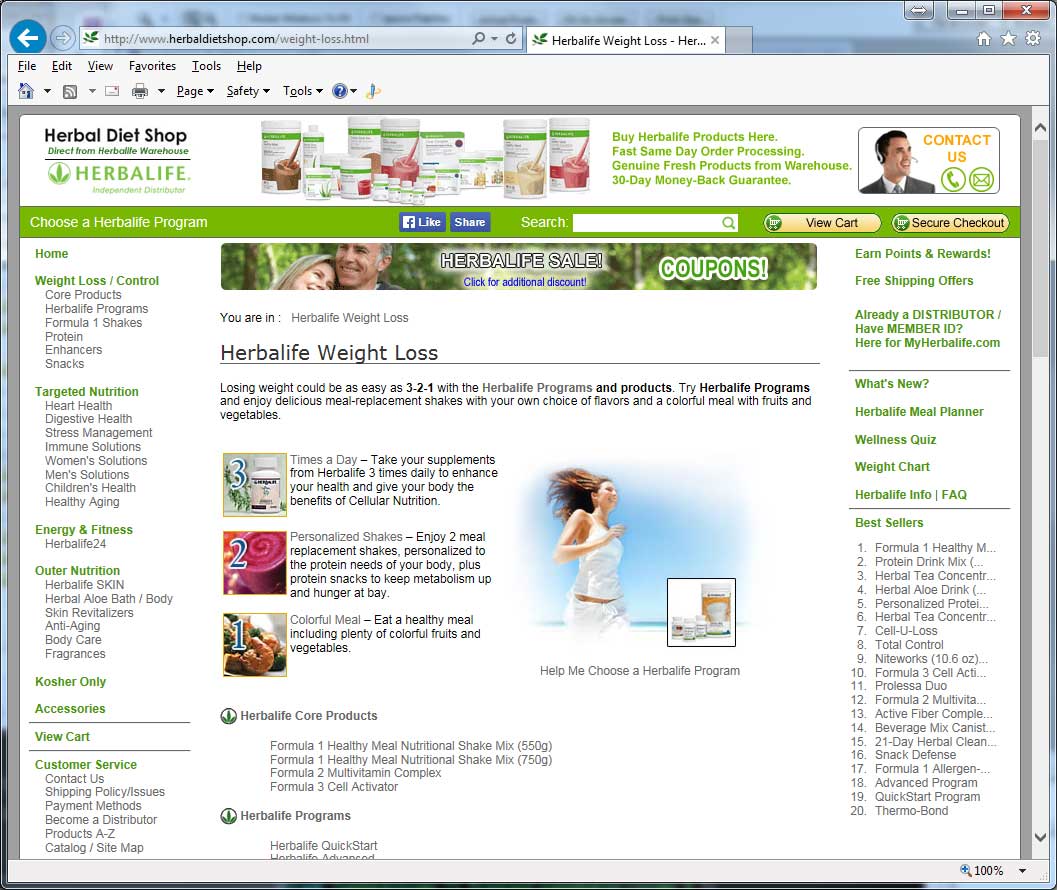 http://www.herbaldietshop.com/weight-loss.html
Herbalife Weight Loss - Her...
File Edit View Favorites Tools Help
Page Safety Tools
Herbal Diet Shop
Direct from Herbalife Warehouse
HERBALIFE.
Independent Distributor
Buy Herbalife Products Here.
Fast Same Day Order Processing.
Genuine Fresh Products from Warehouse.
30-Day Money-Back Guarantee.
CONTACT
US
Choose a Herbalife Program
Like
Share
Search:
View Cart
Secure Checkout
Home
Weight Loss / Control
Core Products
Herbalife Programs
Formula 1 Shakes
Protein
Enhancers
Snacks
Targeted Nutrition
Heart Health
Digestive Health
Stress Management
Immune Solutions
Women's Solutions
Men's Solutions
Children's Health
Healthy Aging
Energy & Fitness
Herbalife24
Outer Nutrition
Herbalife SKIN
Herbal Aloe Bath / Body
Skin Revitalizers
Anti-Aging
Body Care
Fragrances
Kosher Only
Accessories
View Cart
Customer Service
Contact Us
Shipping Policy/Issues
Payment Methods
Become a Distributor
Products A-Z
Catalog / Site Map
HERBALIFE SALE!
Click for additional discount!
COUPONS!
You are in : Herbalife Weight Loss
Herbalife Weight Loss
Losing weight could be as easy as 3-2-1 with the Herbalife Programs and products. Try Herbalife Programs
and enjoy delicious meal-replacement shakes with your own choice of flavors and a colorful meal with fruits and
vegetables.
3
Times a Day – Take your supplements
from Herbalife 3 times daily to enhance
your health and give your body the
benefits of Cellular Nutrition.
2
Personalized Shakes – Enjoy 2 meal
replacement shakes, personalized to
the protein needs of your body, plus
protein snacks to keep metabolism up
and hunger at bay.
1
Colorful Meal – Eat a healthy meal
including plenty of colorful fruits and
vegetables.
Help Me Choose a Herbalife Program
Herbalife Core Products
Formula 1 Healthy Meal Nutritional Shake Mix (550g)
Formula 1 Healthy Meal Nutritional Shake Mix (750g)
Formula 2 Multivitamin Complex
Formula 3 Cell Activator
Herbalife Programs
Herbalife QuickStart
Herbalife Advanced
Earn Points & Rewards!
Free Shipping Offers
Already a DISTRIBUTOR /
Have MEMBER ID?
Here for MyHerbalife.com
What's New?
Herbalife Meal Planner
Wellness Quiz
Weight Chart
Herbalife Info | FAQ
Best Sellers
1. Formula 1 Healthy M...
2. Protein Drink Mix (...
3. Herbal Tea Concentr...
4. Herbal Aloe Drink (...
5. Personalized Protei...
6. Herbal Tea Concentr...
7. Cell-U-Loss
8. Total Control
9. Niteworks (10.6 oz)...
10. Formula 3 Cell Acti...
11. Prolessa Duo
12. Formula 2 Multivita...
13. Active Fiber Comple...
14. Beverage Mix Canist...
15. 21-Day Herbal Clean...
16. Snack Defense
17. Formula 1 Allergen-...
18. Advanced Program
19. QuickStart Program
20. Thermo-Bond
100%